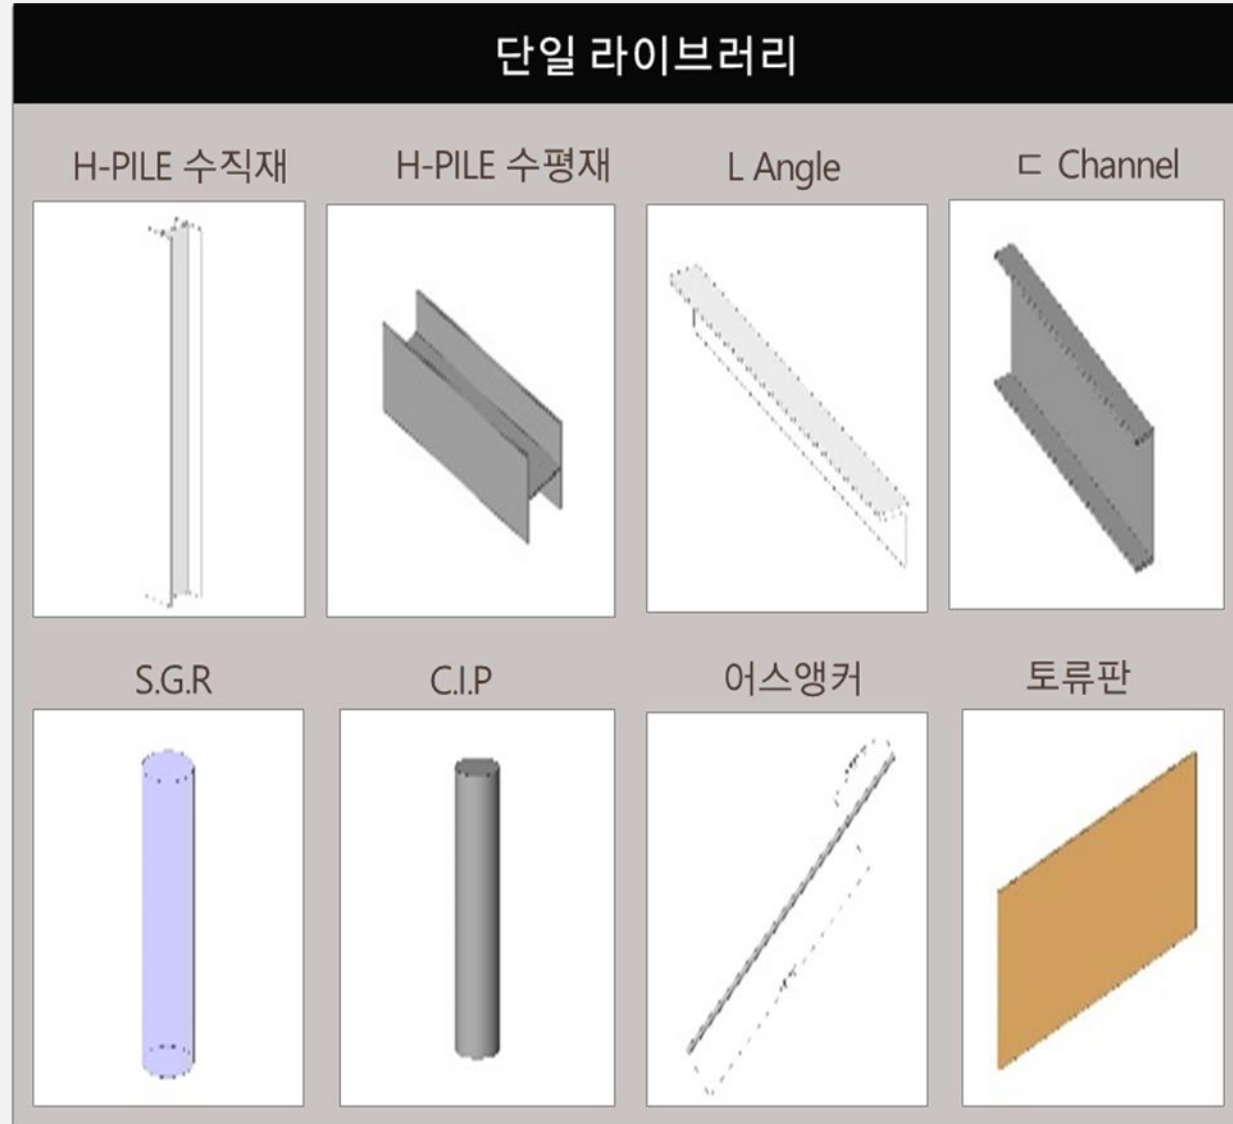 단일 라이브러리
H-PILE 수직재
H-PILE 수평재
L Angle
ㄷ Channel
S.G.R
C.I.P
어스앵커
토류판